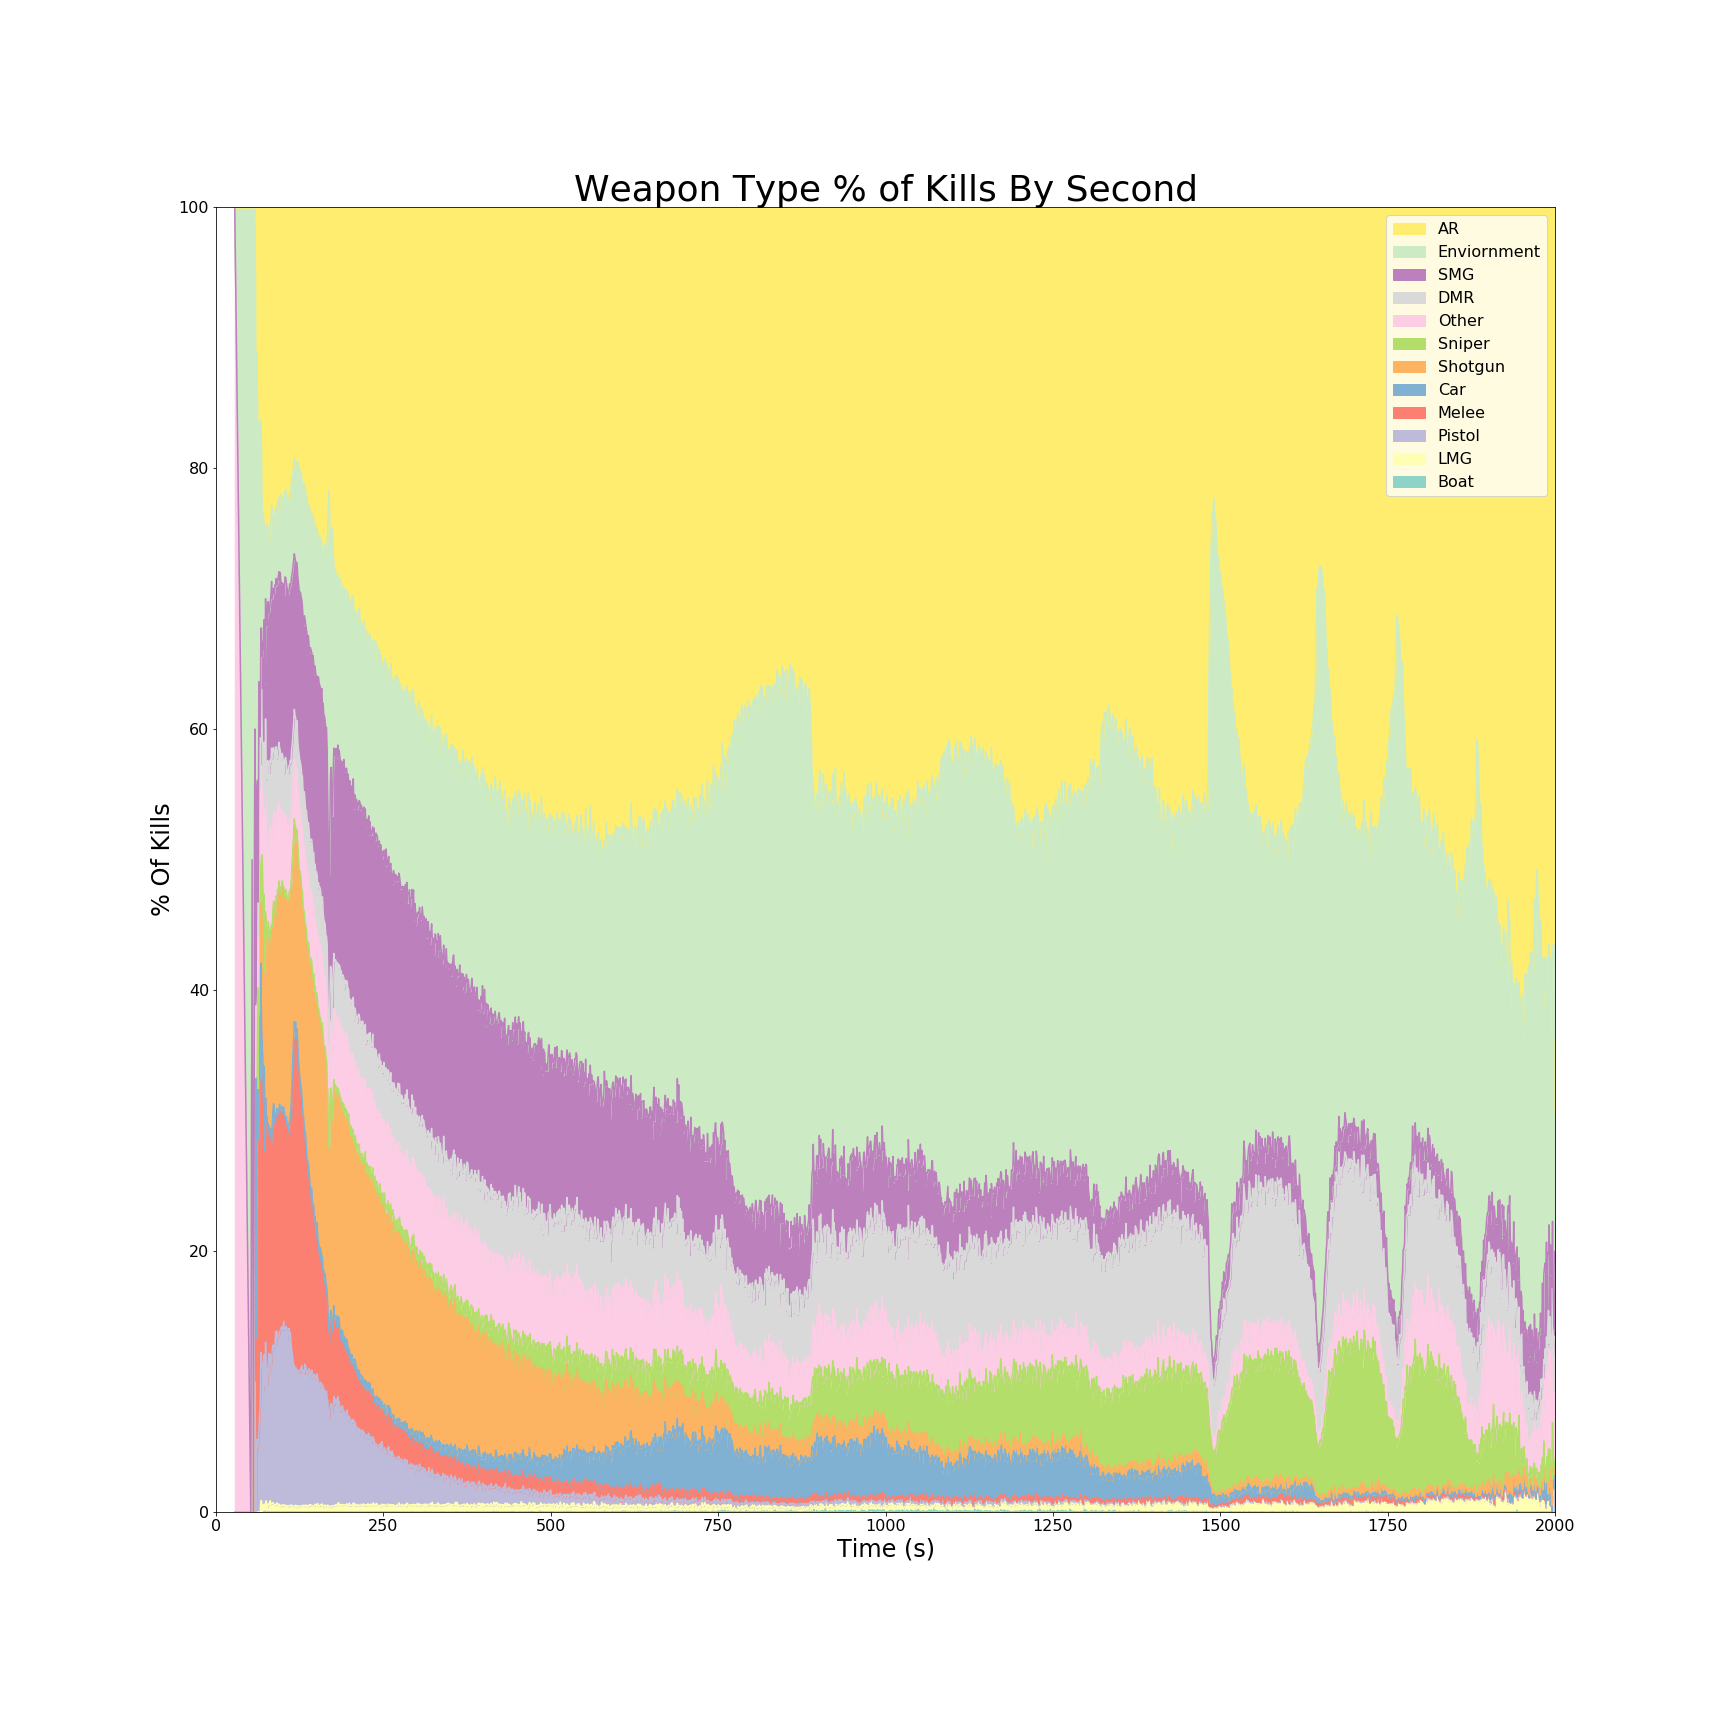 Weapon Type % of Kills By Second
100
80
60
40
20
0
% Of Kills
AR
Enviornment
SMG
DMR
Other
Sniper
Shotgun
Car
Melee
Pistol
LMG
Boat
0 250 500 750 1000 1250 1500 1750 2000
Time (s)